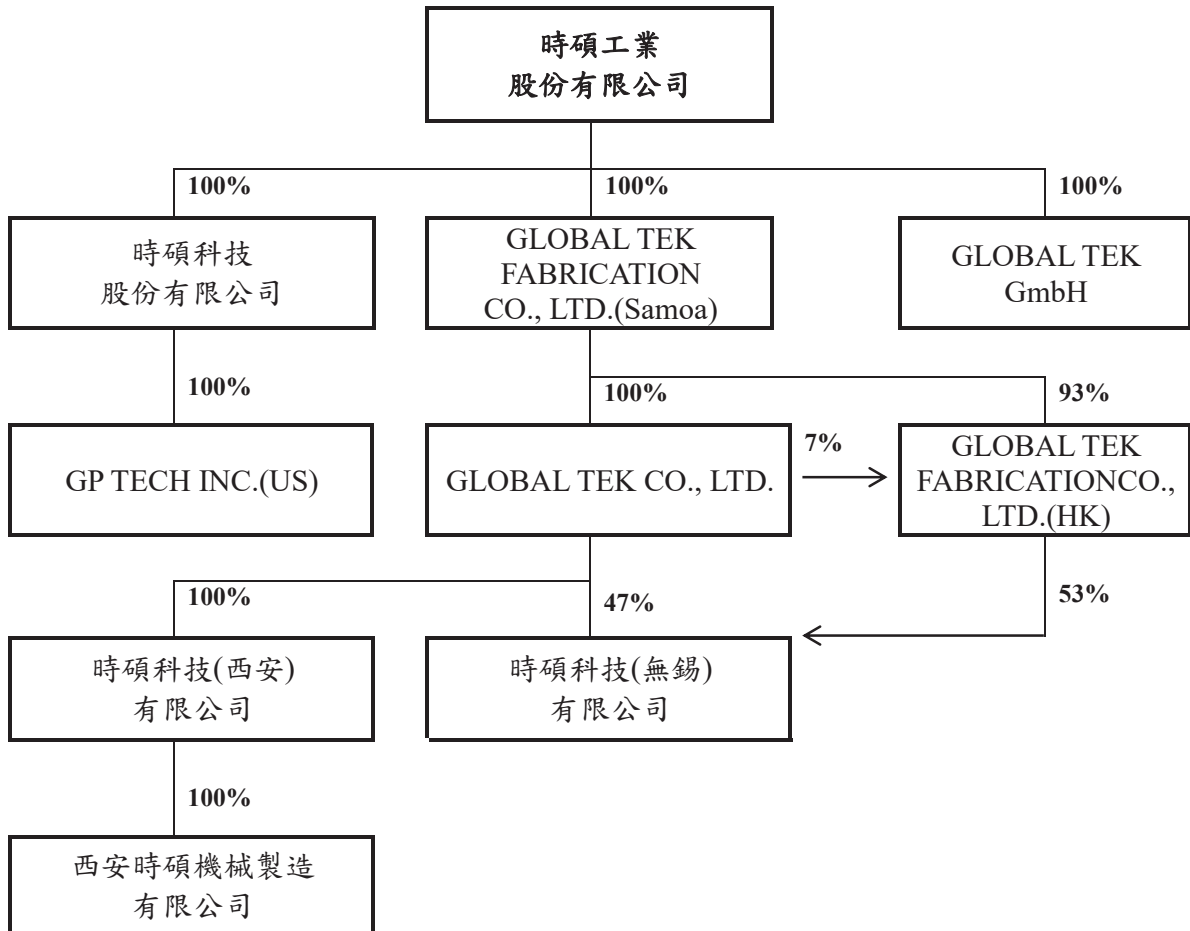 時碩工業
股份有限公司
100%
100%
100%
時碩科技
股份有限公司
GLOBAL TEK
FABRICATION
CO., LTD.(Samoa)
GLOBAL TEK
GmbH
100%
100%
93%
GP TECH INC.(US)
GLOBAL TEK CO., LTD.
7%
GLOBAL TEK
FABRICATIONCO.,
LTD.(HK)
100%
47%
53%
時碩科技(西安)
有限公司
時碩科技(無錫)
有限公司
100%
西安時碩機械製造
有限公司